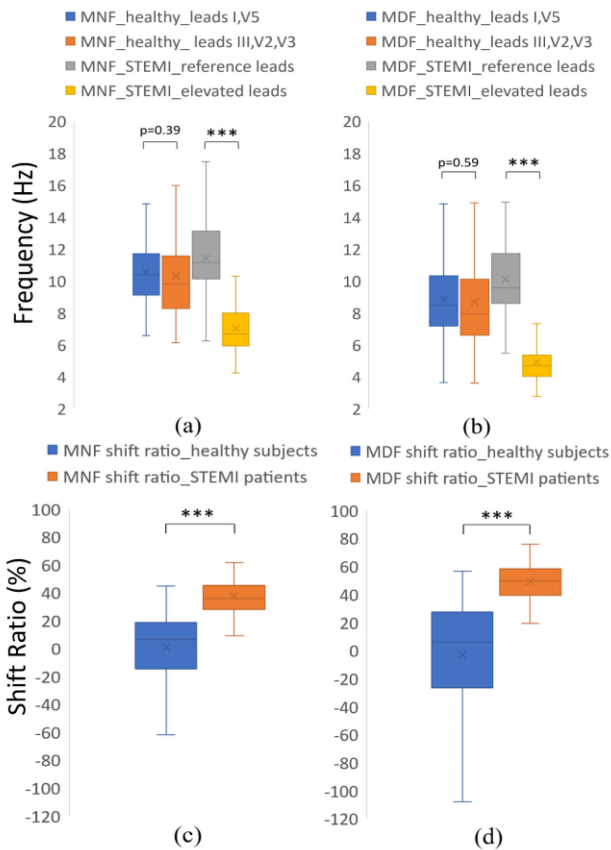 MNF_healthy_leads I,V5
MNF_healthy_ leads III,V2,V3
MNF_STEMI_reference leads
MNF_STEMI_elevated leads
MDF_healthy_leads I,V5
MDF_healthy_leads III,V2,V3
MDF_STEMI_reference leads
MDF_STEMI_elevated leads
Frequency (Hz)
20
18
16
14
12
10
8
6
4
2
p=0.39
***
(a)
20
18
16
14
12
10
8
6
4
2
p=0.59
***
(b)
MNF shift ratio_healthy subjects
MNF shift ratio_STEMI patients
MDF shift ratio_healthy subjects
MDF shift ratio_STEMI patients
Shift Ratio (%)
100
80
60
40
20
0
-20
-40
-60
-80
-100
-120
***
(c)
100
80
60
40
20
0
-20
-40
-60
-80
-100
-120
***
(d)